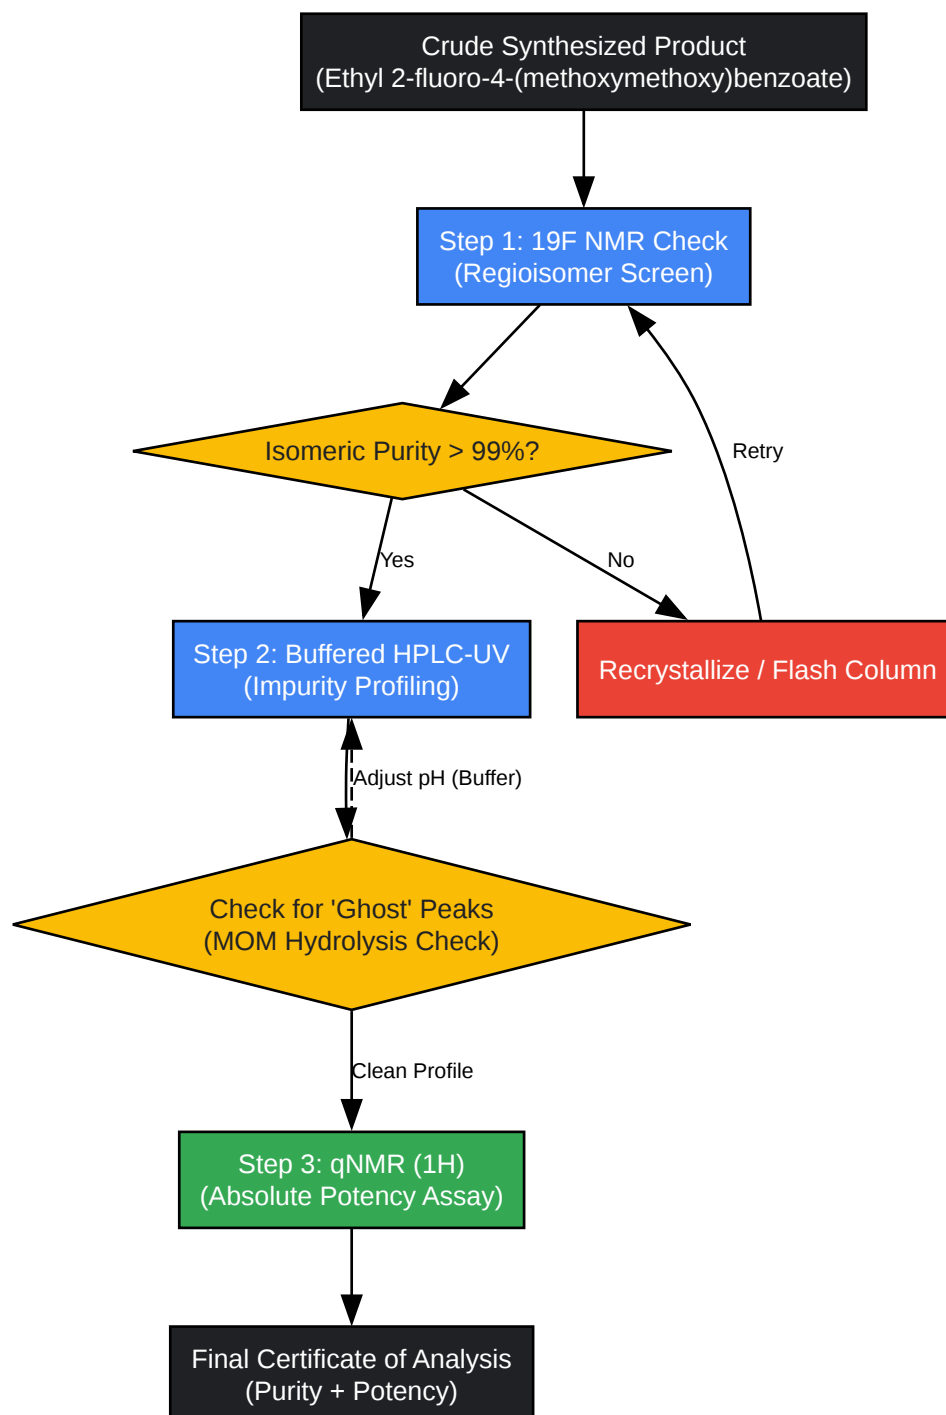 Crude Synthesized Product
(Ethyl 2-fluoro-4-(methoxymethoxy)benzoate)
Step 1: 19F NMR Check
(Regioisomer Screen)
Isomeric Purity > 99%?
Retry
Yes
No
Step 2: Buffered HPLC-UV
(Impurity Profiling)
Recrystallize / Flash Column
Adjust pH (Buffer)
Check for 'Ghost' Peaks
(MOM Hydrolysis Check)
Clean Profile
Step 3: qNMR (1H)
(Absolute Potency Assay)
Final Certificate of Analysis
(Purity + Potency)